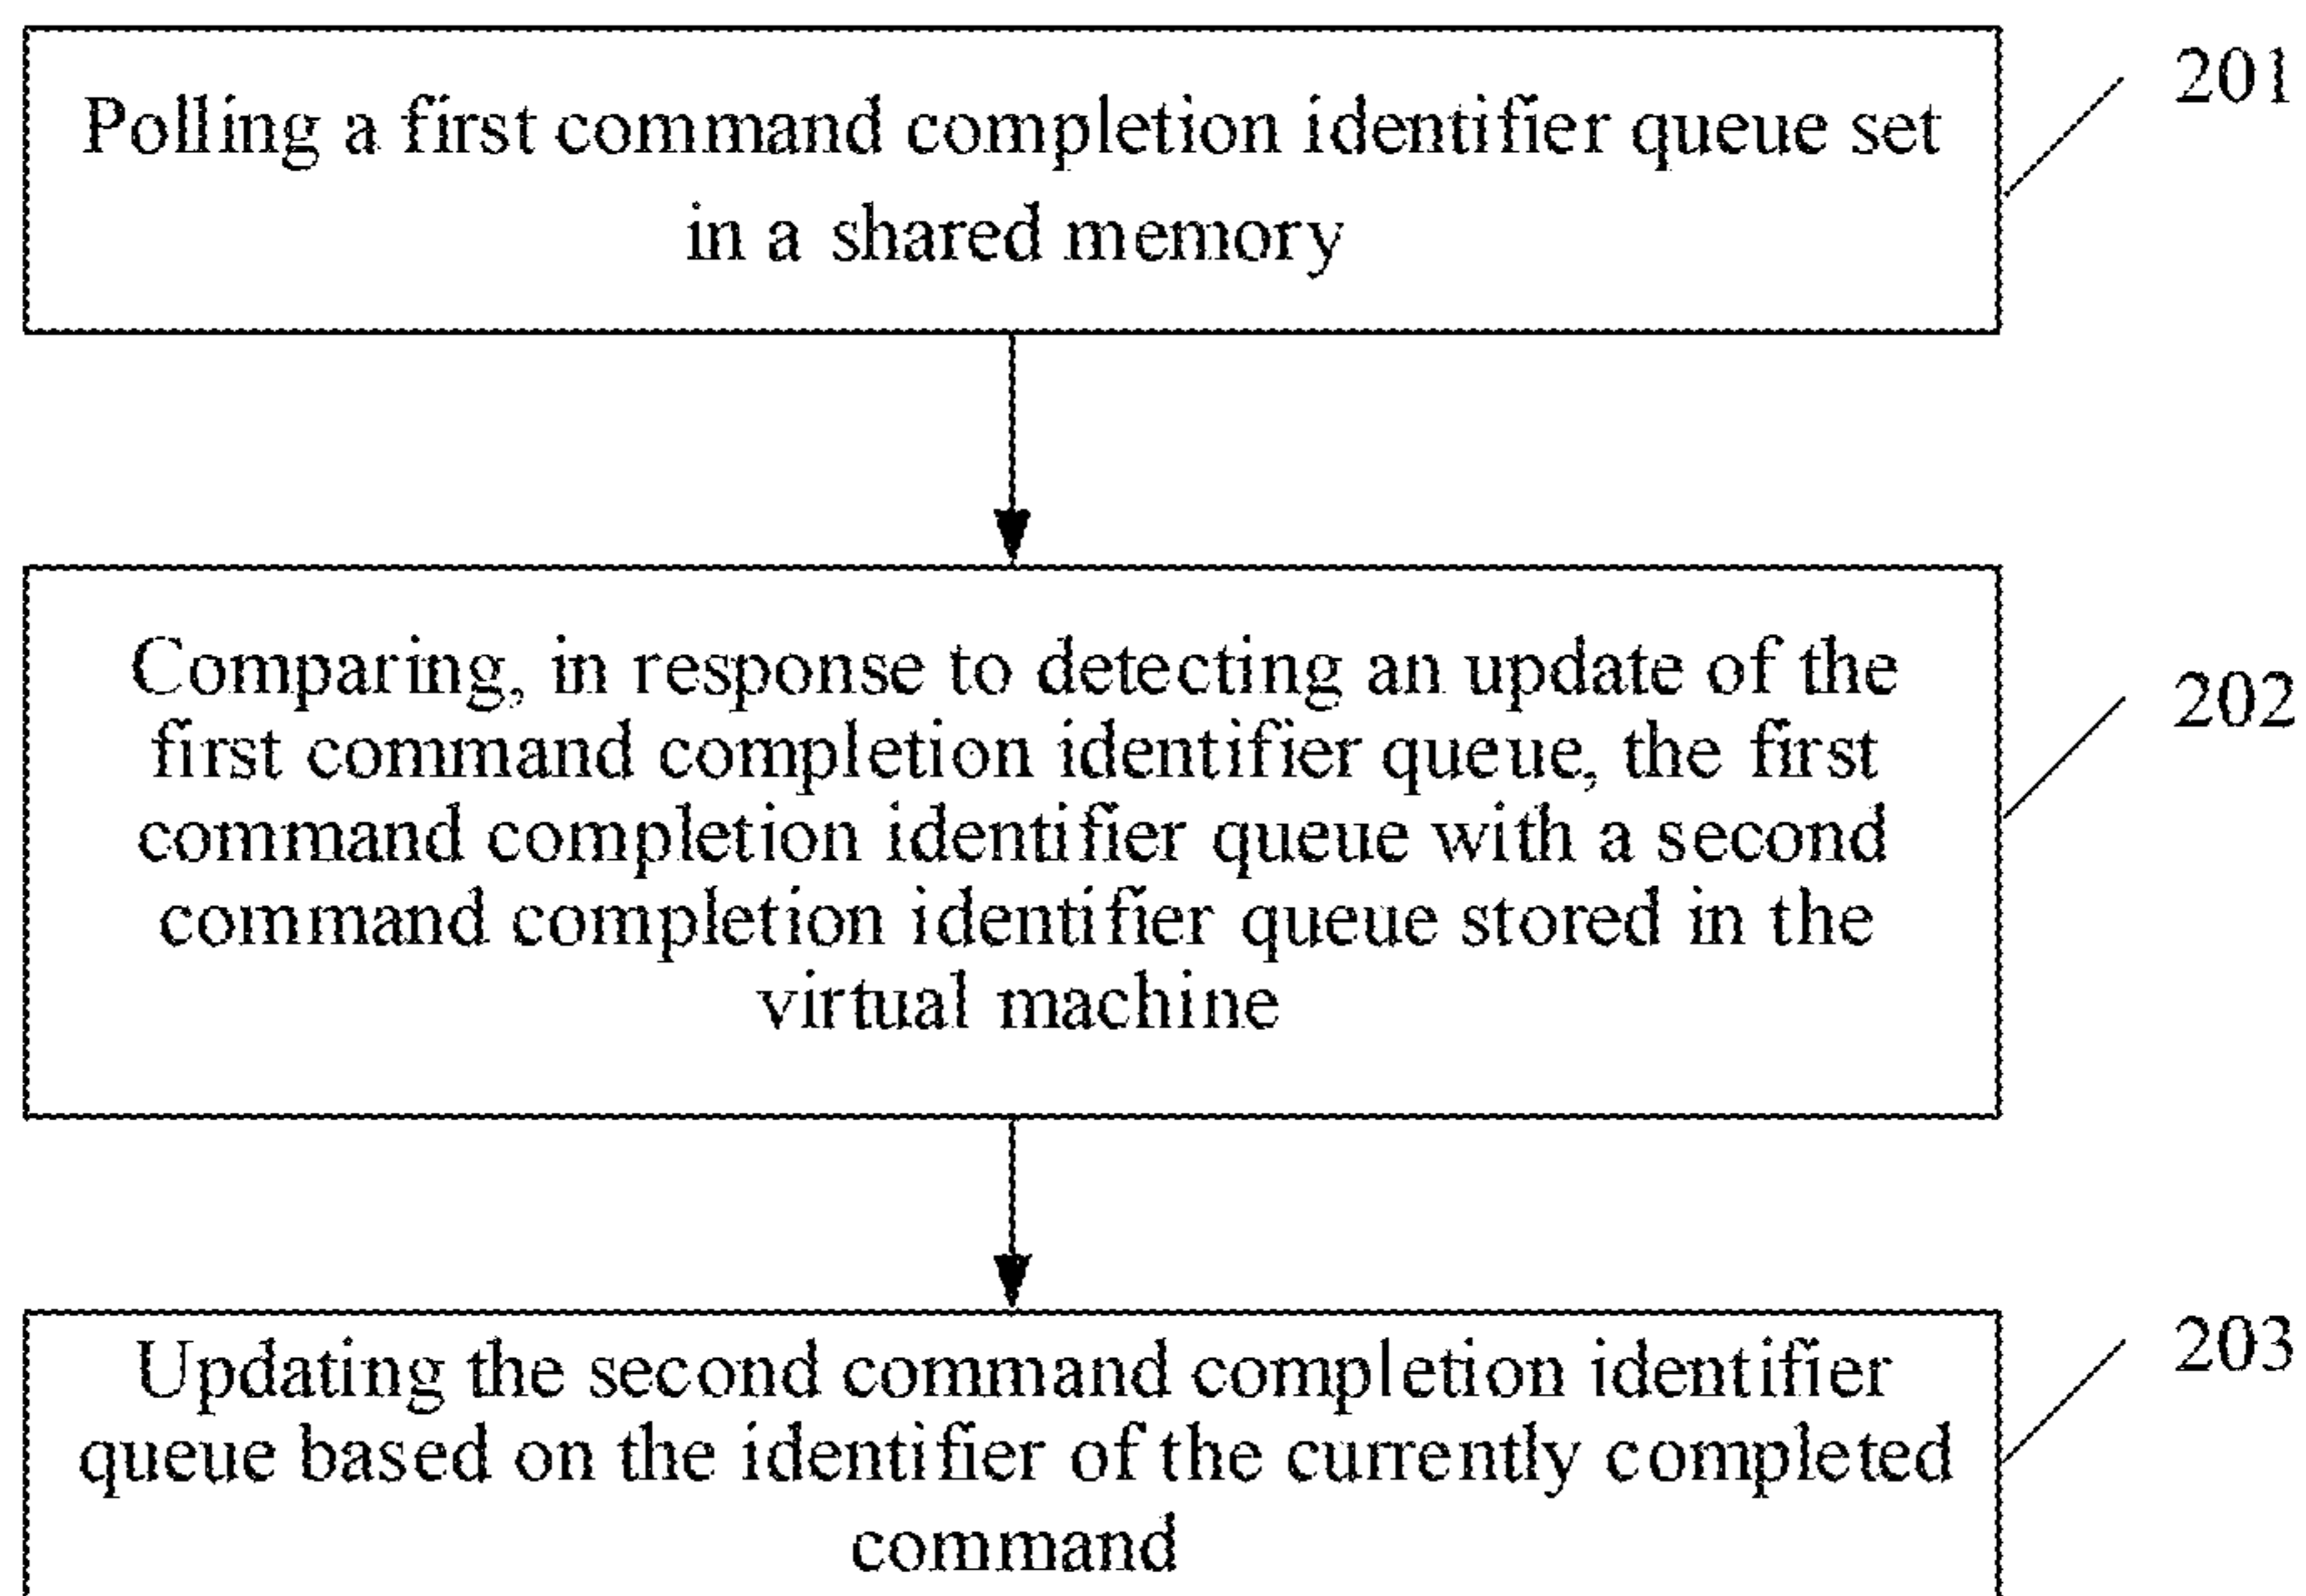 Polling a first command completion identifier queue set
in a shared memory
201
Comparing, in response to detecting an update of the
first command completion identifier queue, the first
command completion identifier queue with a second
command completion identifier queue stored in the
virtual machine
202
Updating the second command completion identifier
queue based on the identifier of the currently completed
command
203